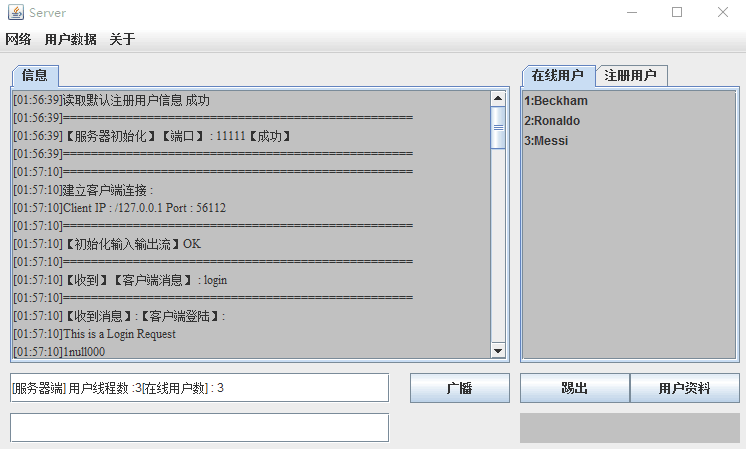 Server
网络 用户数据 关于
信息
[01:56:39]读取默认注册用户信息 成功
[01:56:39]==================================================
[01:56:39]【服务器初始化】【端口】 : 11111【成功】
[01:56:39]==================================================
[01:57:10]==================================================
[01:57:10]建立客户端连接 :
[01:57:10]Client IP : /127.0.0.1 Port : 56112
[01:57:10]==================================================
[01:57:10]【初始化输入输出流】OK
[01:57:10]==================================================
[01:57:10]【收到】【客户端消息】 : login
[01:57:10]==================================================
[01:57:10]【收到消息】:【客户端登陆】:
[01:57:10]This is a Login Request
[01:57:10]1null000
在线用户 注册用户
1:Beckham
2:Ronaldo
3:Messi
[服务器端] 用户线程数 :3[在线用户数] : 3
广播 踢出 用户资料